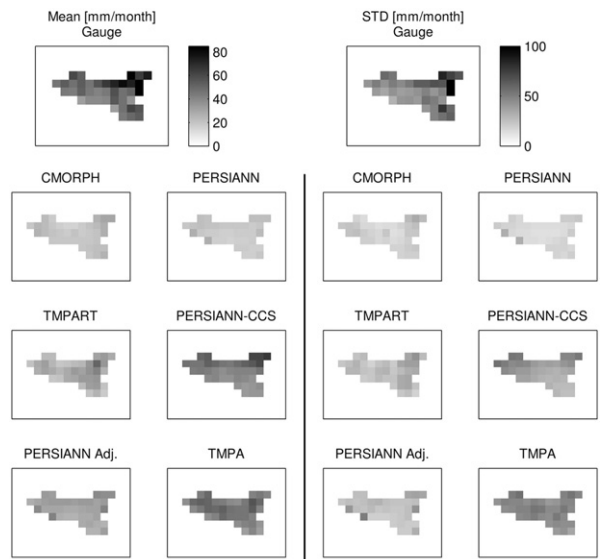 Mean [mm/month]
Gauge
80
60
40
20
0
STD [mm/month]
Gauge
100
50
0
CMORPH
PERSIANN
CMORPH
PERSIANN
TMPART
PERSIANN-CCS
TMPART
PERSIANN-CCS
PERSIANN Adj.
TMPA
PERSIANN Adj.
TMPA